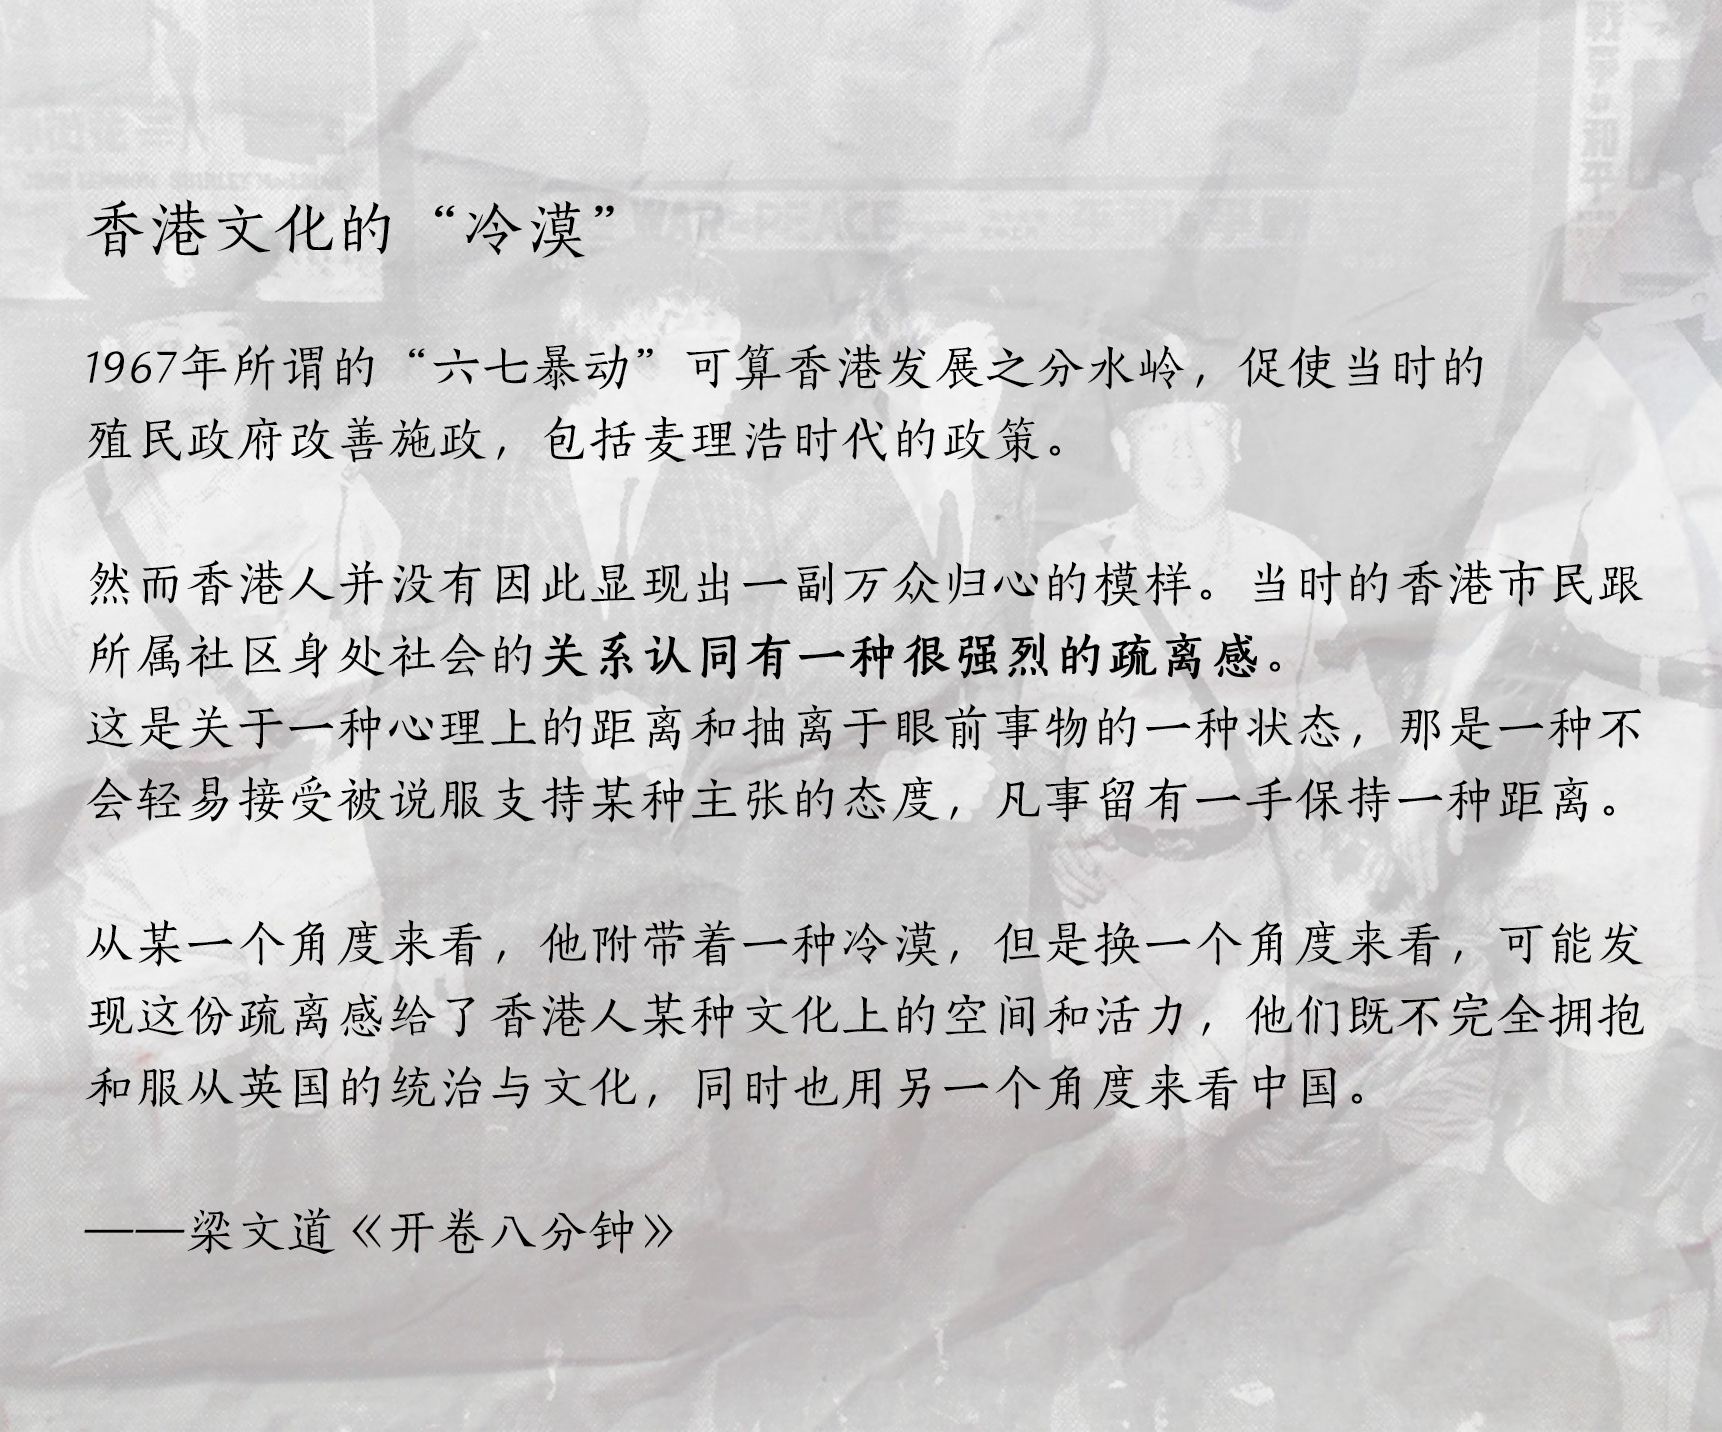 香港文化的“冷漠”
1967年所谓的“六七暴动”可算香港发展之分水岭，促使当时的
殖民政府改善施政，包括麦理浩时代的政策。
然而香港人并没有因此显现出一副万众归心的模样。当时的香港市民跟
所属社区身处社会的关系认同有一种很强烈的疏离感。
这是关于一种心理上的距离和抽离于眼前事物的一种状态，那是一种不
会轻易接受被说服支持某种主张的态度，凡事留有一手保持一种距离。
从某一个角度来看，他附带着一种冷漠，但是换一个角度来看，可能发
现这份疏离感给了香港人某种文化上的空间和活力，他们既不完全拥抱
和服从英国的统治与文化，同时也用另一个角度来看中国。
——梁文道《开卷八分钟》